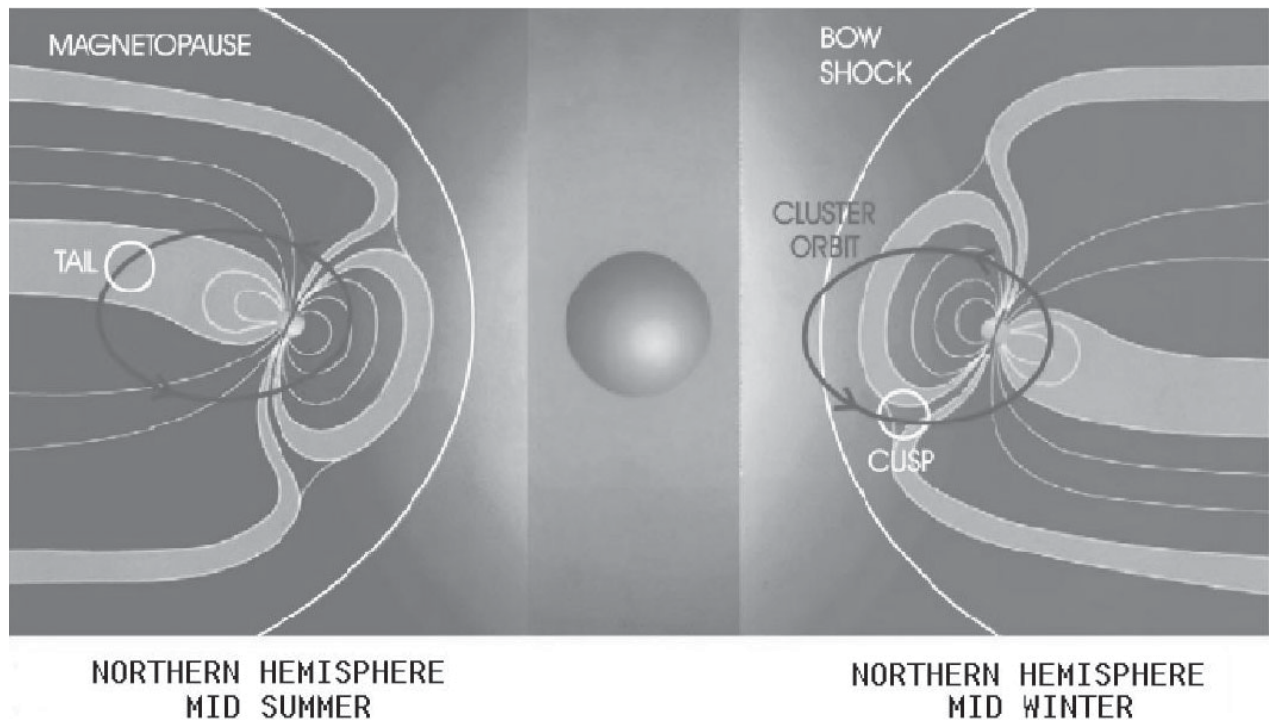 MAGNETOPAUSE
BOW
SHOCK
CLUSTER
ORBIT
TAIL
CUSP
NORTHERN HEMISPHERE
MID SUMMER
NORTHERN HEMISPHERE
MID WINTER